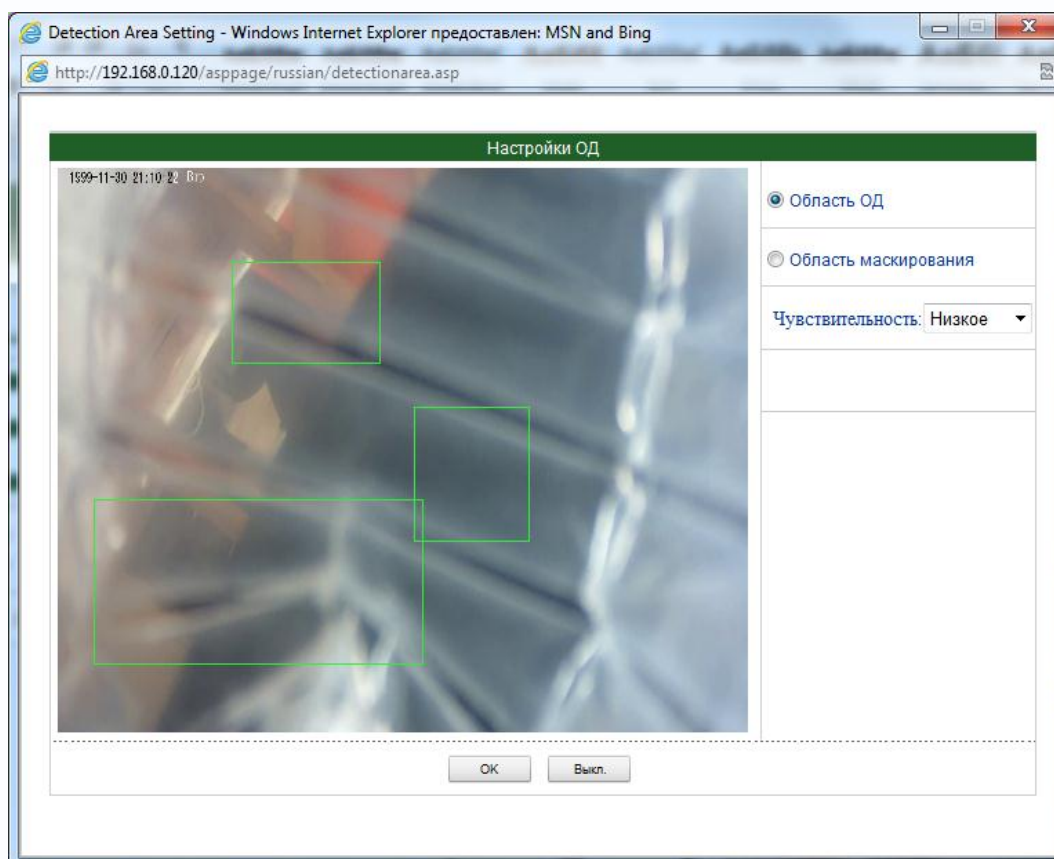 Detection Area Setting - Windows Internet Explorer предоставлен: MSN and Bing
http://192.168.0.120/asppage/russian/detectionarea.asp
Настройки ОД
1999-11-30 21:10:22
Область ОД
Область маскирования
Чувствительность: Низкое
OK
Выкл.